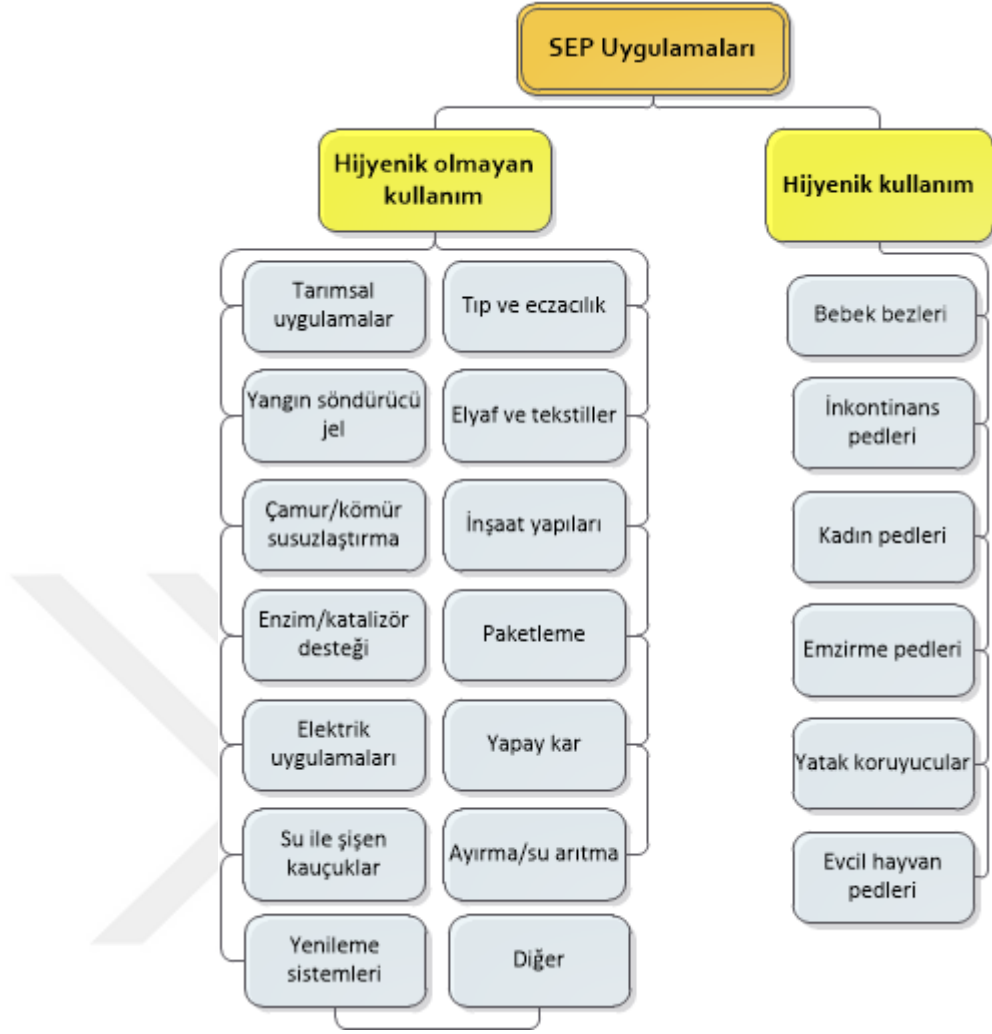 SEP Uygulamaları
Hijyenik olmayan
kullanım
Hijyenik kullanım
Tarımsal
uygulamalar
Tıp ve eczacılık
Bebek bezleri
Yangın söndürücü
jel
Elyaf ve tekstiller
İnkontinans
pedleri
Çamur/kömür
susuzlaştırma
İnşaat yapıları
Kadın pedleri
Enzim/katalizör
desteği
Paketleme
Emzirme pedleri
Elektrik
uygulamaları
Yapay kar
Yatak koruyucular
Su ile şişen
kauçuklar
Ayırma/su arıtma
Evcil hayvan
pedleri
Yenileme
sistemleri
Diğer